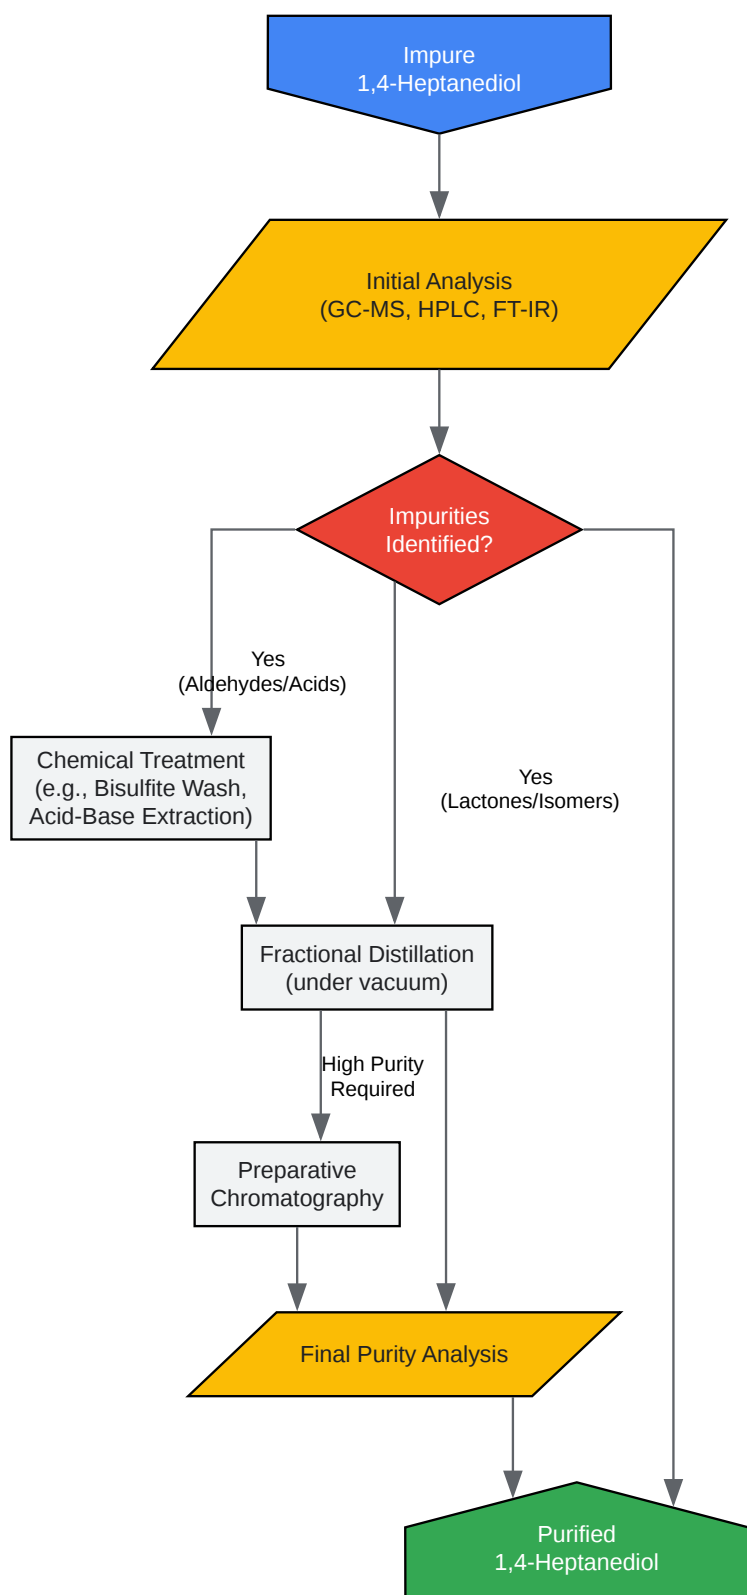 Impure
1,4-Heptanediol
Initial Analysis
(GC-MS, HPLC, FT-IR)
Impurities
Identified?
Yes
(Aldehydes/Acids)
Chemical Treatment
(e.g., Bisulfite Wash,
Acid-Base Extraction)
Yes
(Lactones/Isomers)
Fractional Distillation
(under vacuum)
High Purity
Required
Preparative
Chromatography
Final Purity Analysis
Purified
1,4-Heptanediol